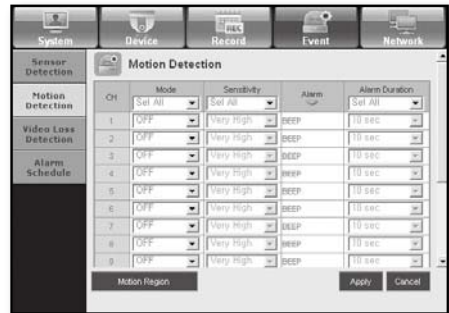 System Device Record Event Network
Sensor Detection
Motion Detection
Video Loss Detection
Alarm Schedule
Motion Detection
CH Mode Sensitivity Alarm Alarm Duration
Sel All Sel All Sel All
1 OFF Very High BEEP 10 sec
2 OFF Very High BEEP 10 sec
3 OFF Very High BEEP 10 sec
4 OFF Very High BEEP 10 sec
5 OFF Very High BEEP 10 sec
6 OFF Very High BEEP 10 sec
7 OFF Very High BEEP 10 sec
8 OFF Very High BEEP 10 sec
9 OFF Very High BEEP 10 sec
Motion Region Apply Cancel